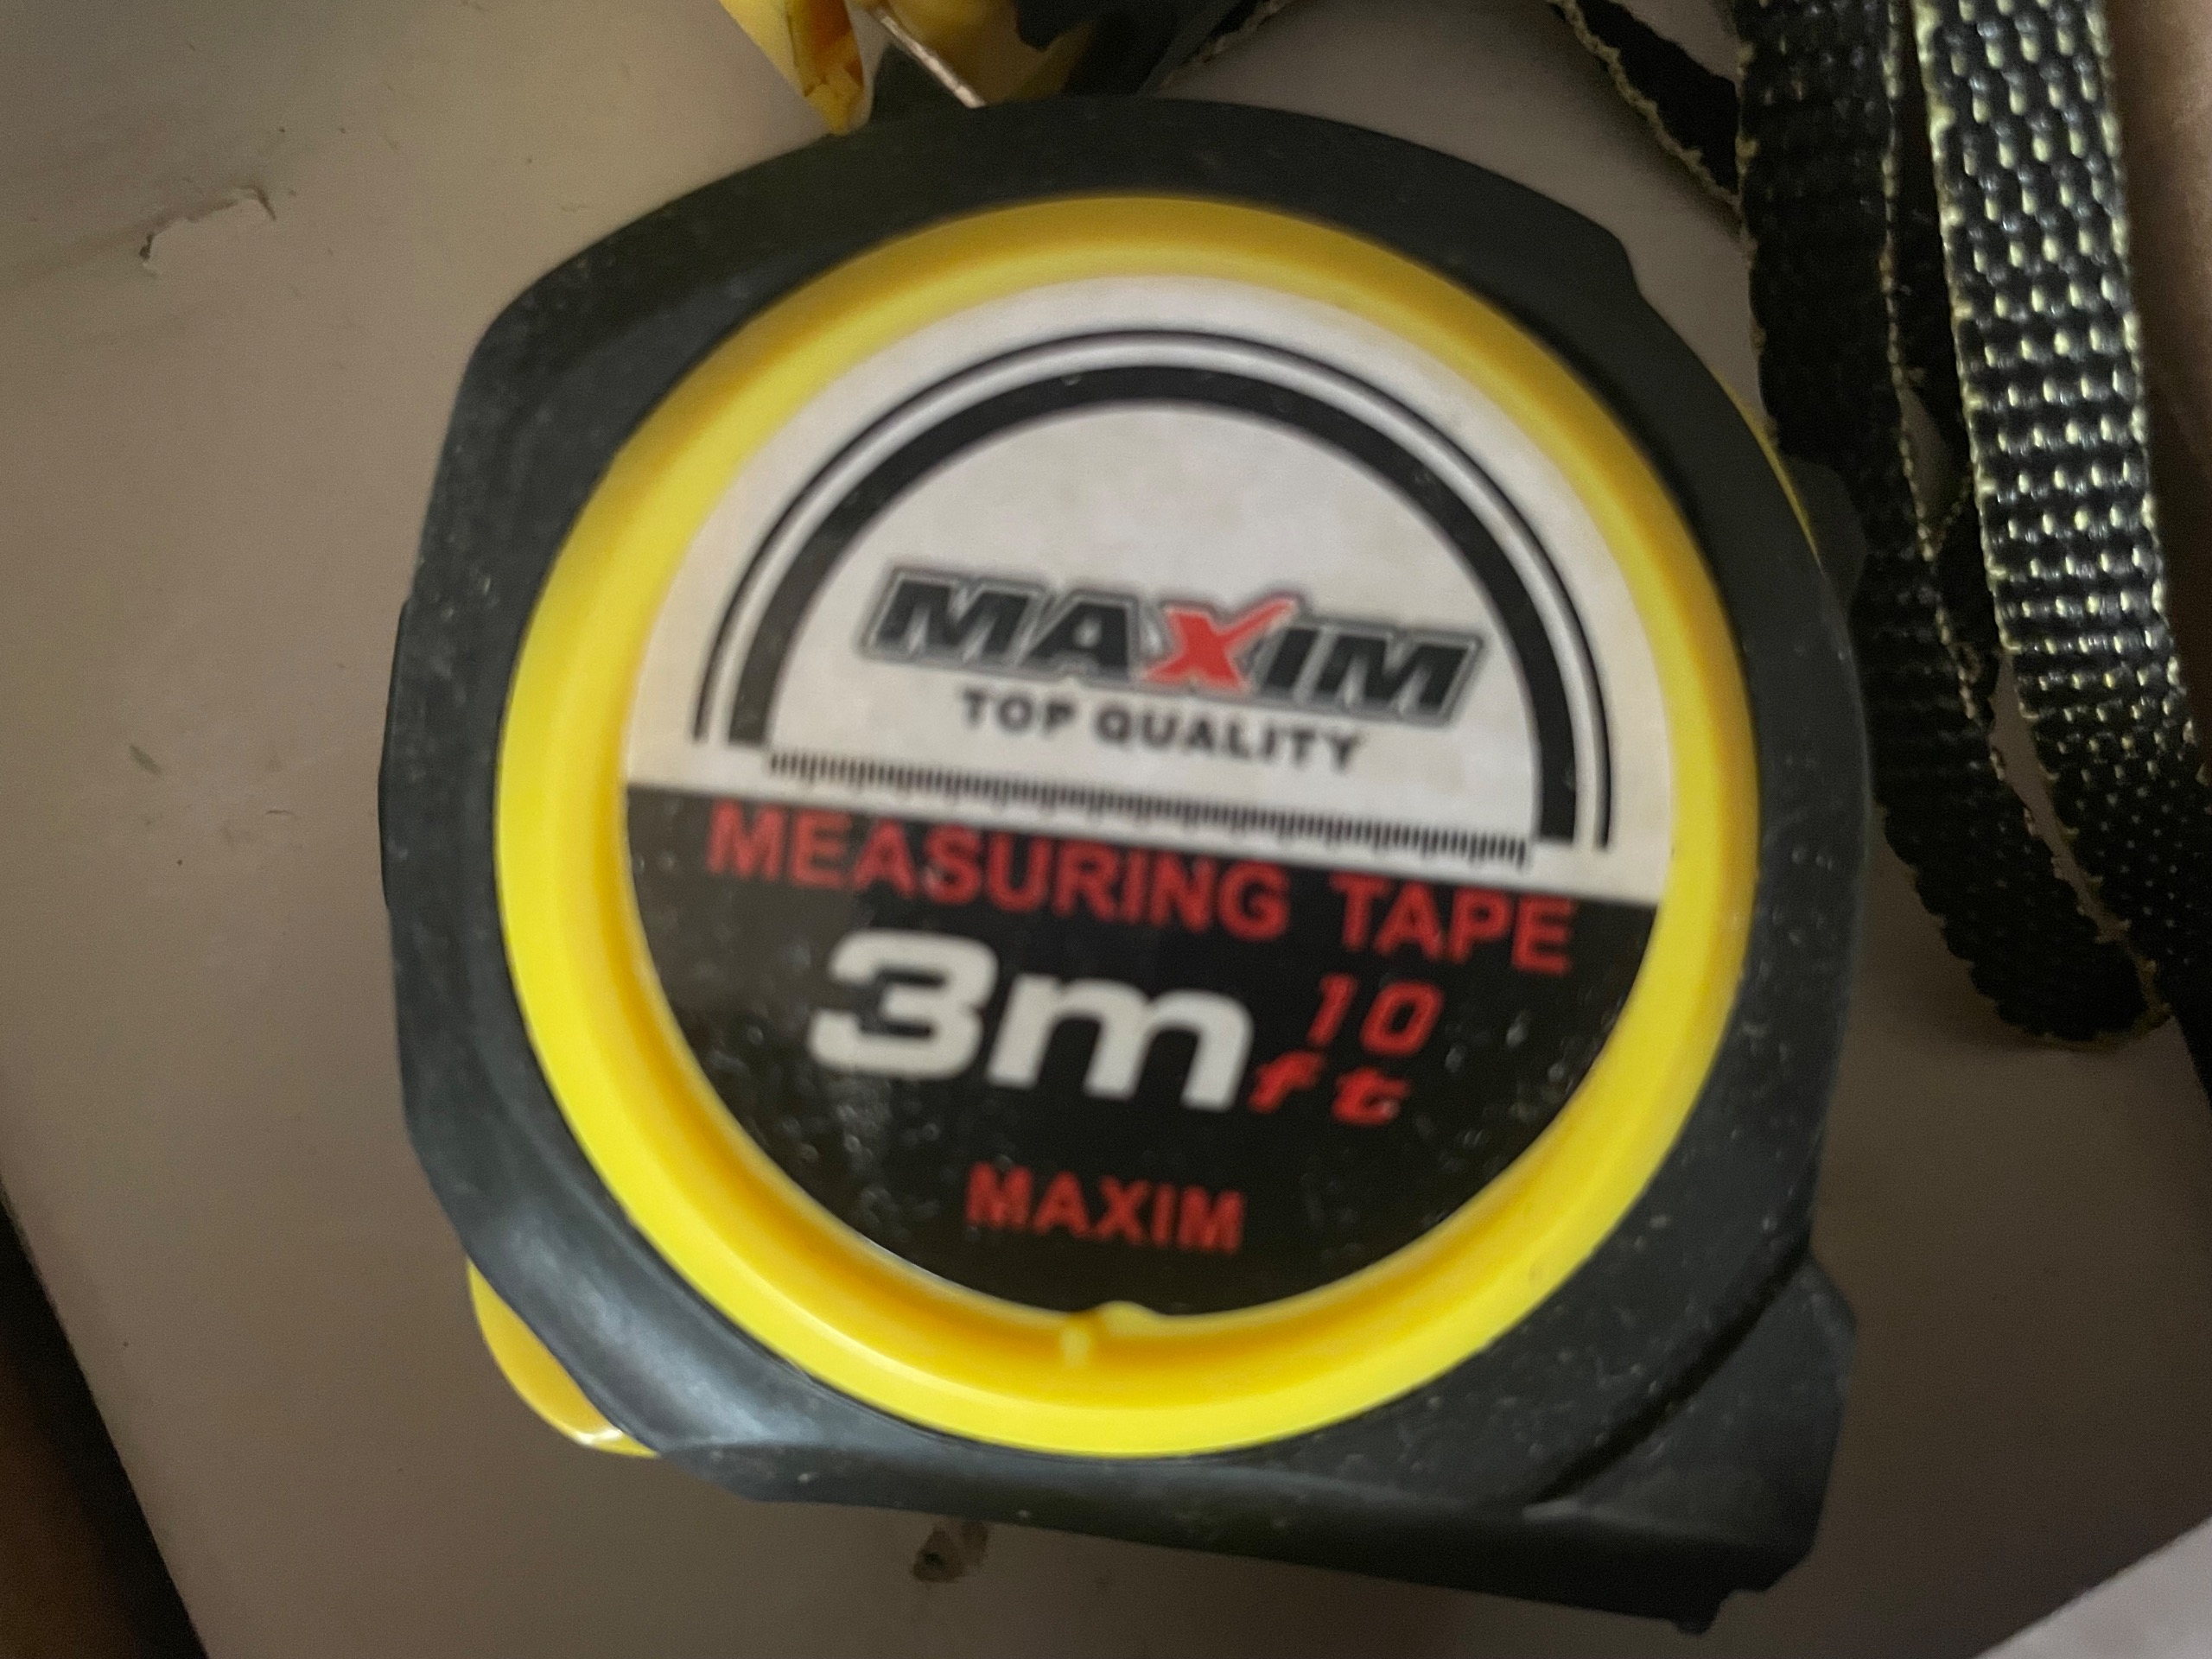 MAXIM
TOP QUALITY
MEASURING TAPE
3m 10 ft
MAXIM